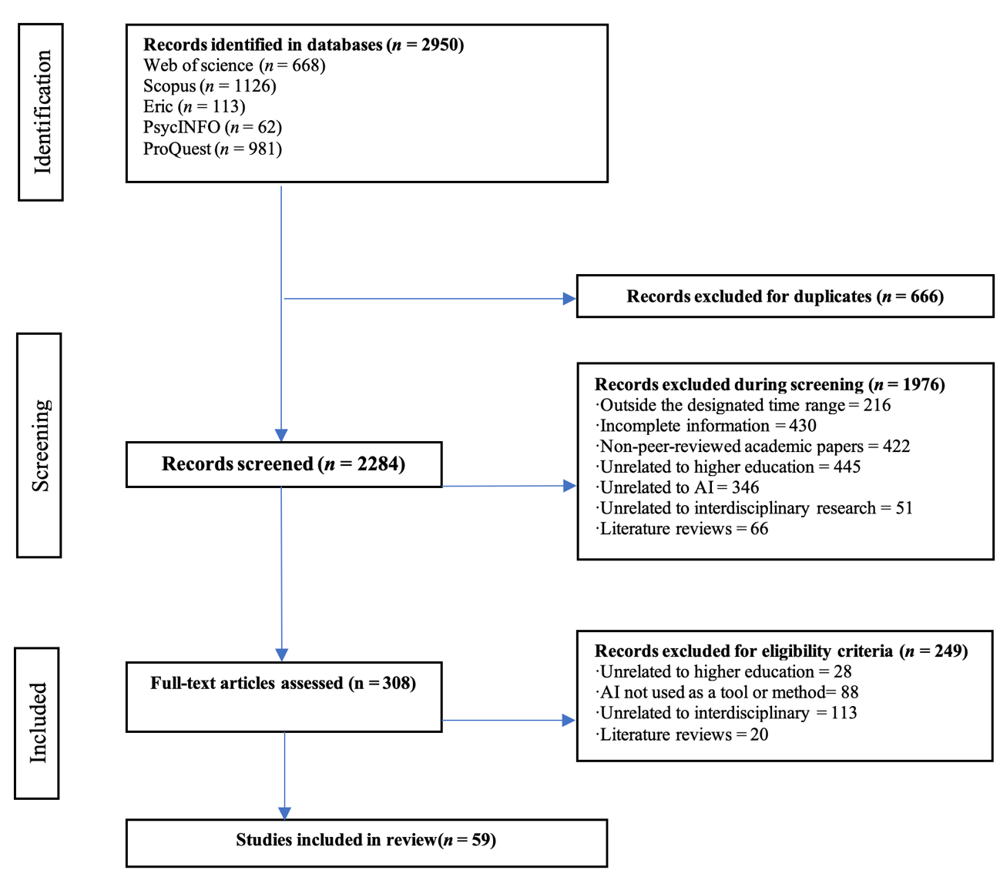 Identification
Records identified in databases (n = 2950)
Web of science (n = 668)
Scopus (n = 1126)
Eric (n = 113)
PsycINFO (n = 62)
ProQuest (n = 981)
Records excluded for duplicates (n = 666)
Screening
Records screened (n = 2284)
Records excluded during screening (n = 1976)
·Outside the designated time range = 216
·Incomplete information = 430
·Non-peer-reviewed academic papers = 422
·Unrelated to higher education = 445
·Unrelated to AI = 346
·Unrelated to interdisciplinary research = 51
·Literature reviews = 66
Included
Full-text articles assessed (n = 308)
Records excluded for eligibility criteria (n = 249)
·Unrelated to higher education = 28
·AI not used as a tool or method= 88
·Unrelated to interdisciplinary = 113
·Literature reviews = 20
Studies included in review(n = 59)